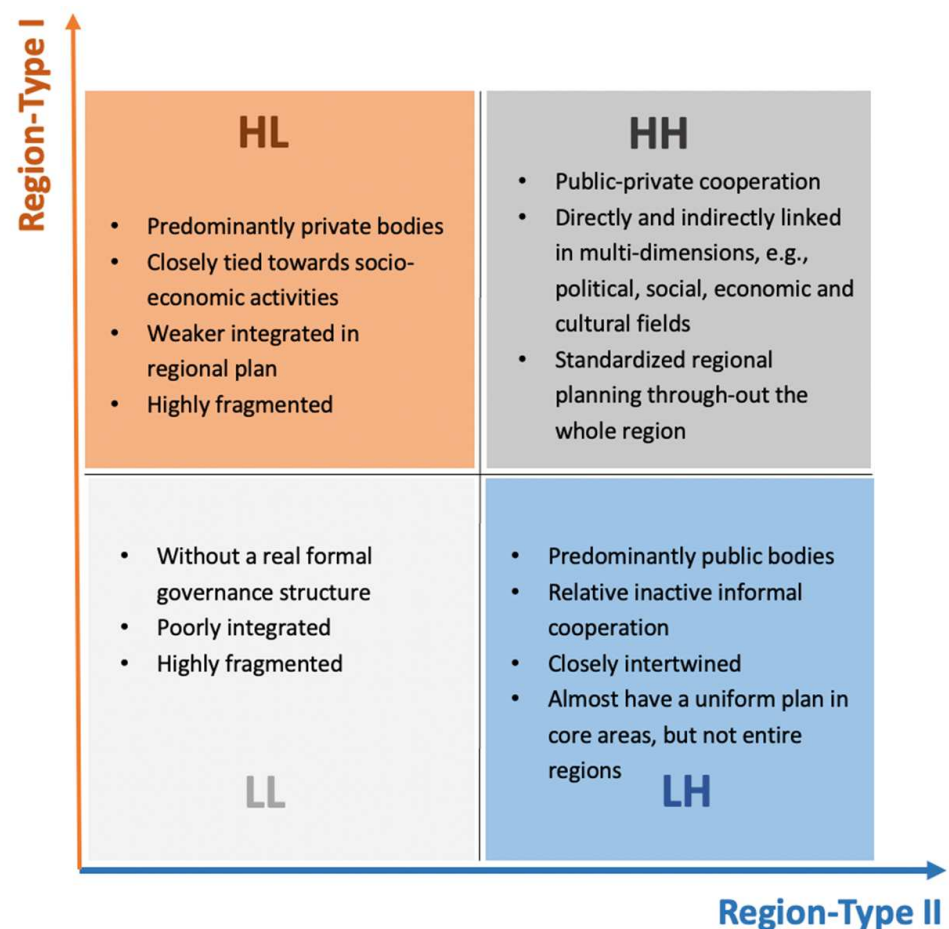 Region-Type I
HL
• Predominantly private bodies
• Closely tied towards socio-
economic activities
• Weaker integrated in
regional plan
• Highly fragmented
HH
• Public-private cooperation
• Directly and indirectly linked
in multi-dimensions, e.g.,
political, social, economic and
cultural fields
• Standardized regional
planning through-out the
whole region
• Without a real formal
governance structure
• Poorly integrated
• Highly fragmented
LL
• Predominantly public bodies
• Relative inactive informal
cooperation
• Closely intertwined
• Almost have a uniform plan in
core areas, but not entire
regions
LH
Region-Type II